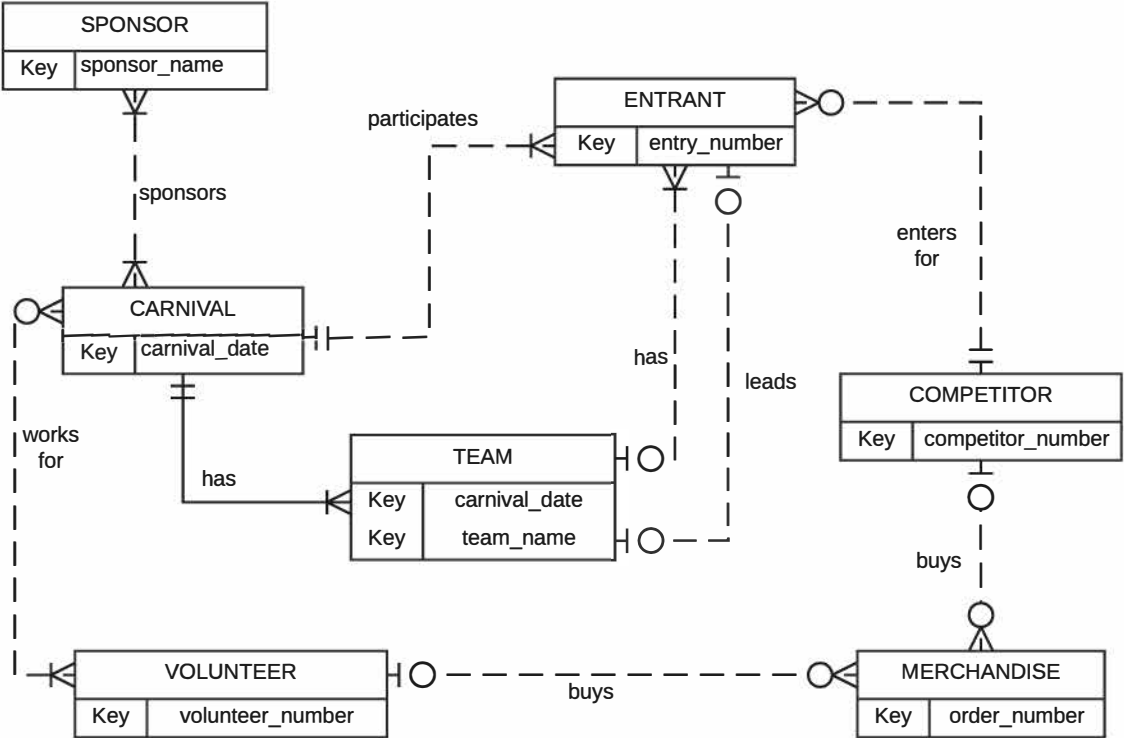 SPONSOR
Key sponsor_name
sponsors
participates
ENTRANT
Key entry_number
enters
for
CARNIVAL
Key carnival_date
has
leads
COMPETITOR
Key competitor_number
works
for
has
TEAM
Key carnival_date
Key team_name
buys
VOLUNTEER
Key volunteer_number
buys
MERCHANDISE
Key order_number